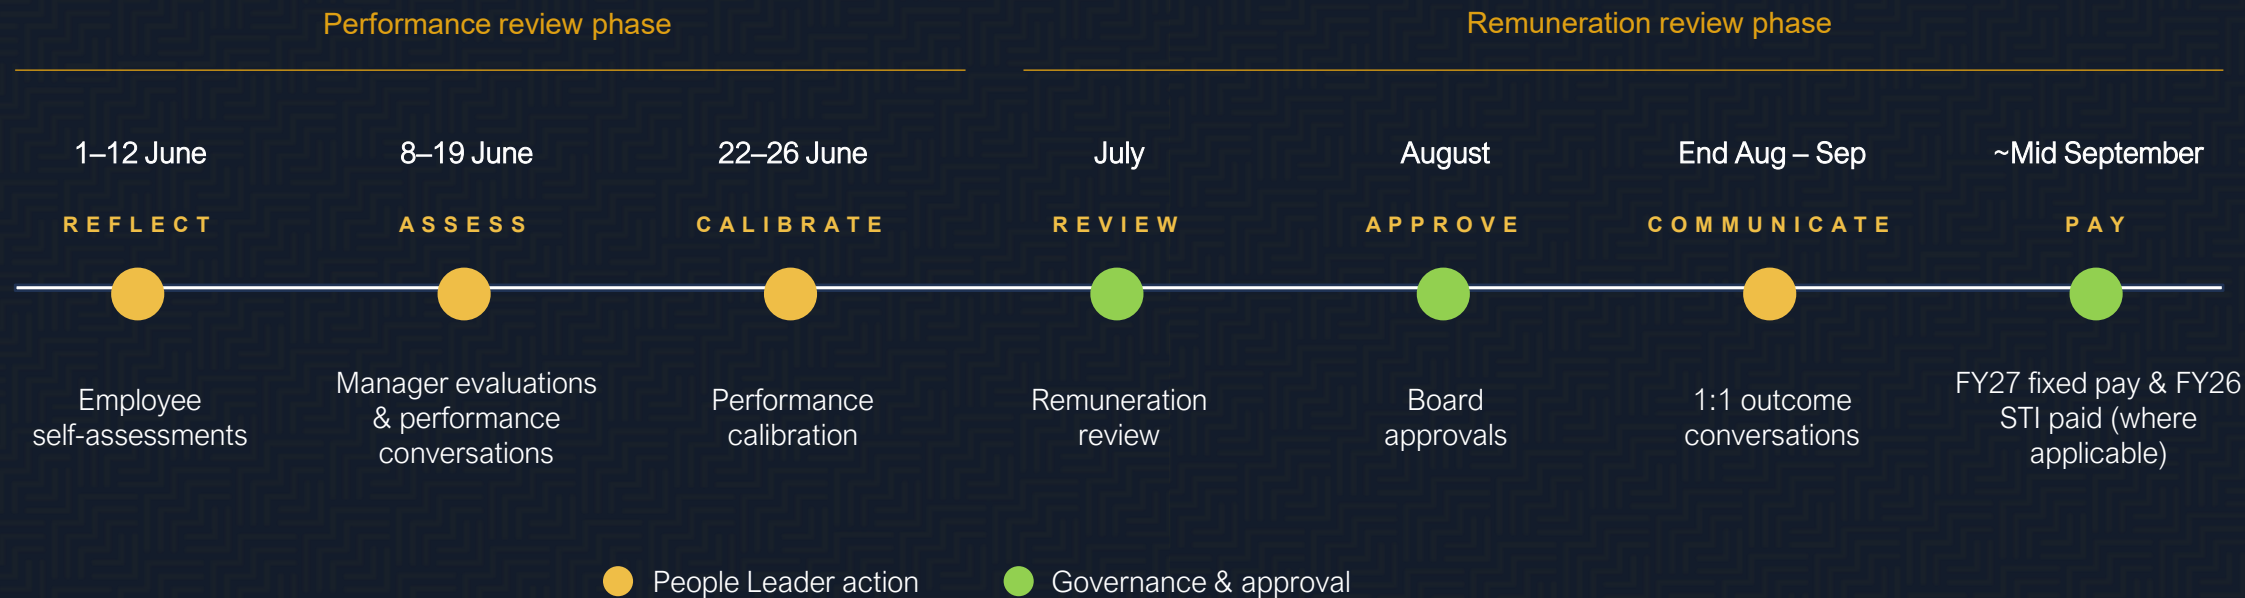 Performance review phase
Remuneration review phase
1–12 June
8–19 June
22–26 June
July
August
End Aug – Sep
~Mid September
REFLECT
ASSESS
CALIBRATE
REVIEW
APPROVE
COMMUNICATE
PAY
Employee
self-assessments
Manager evaluations
& performance
conversations
Performance
calibration
Remuneration
review
Board
approvals
1:1 outcome
conversations
FY27 fixed pay & FY26
STI paid (where
applicable)
People Leader action
Governance & approval